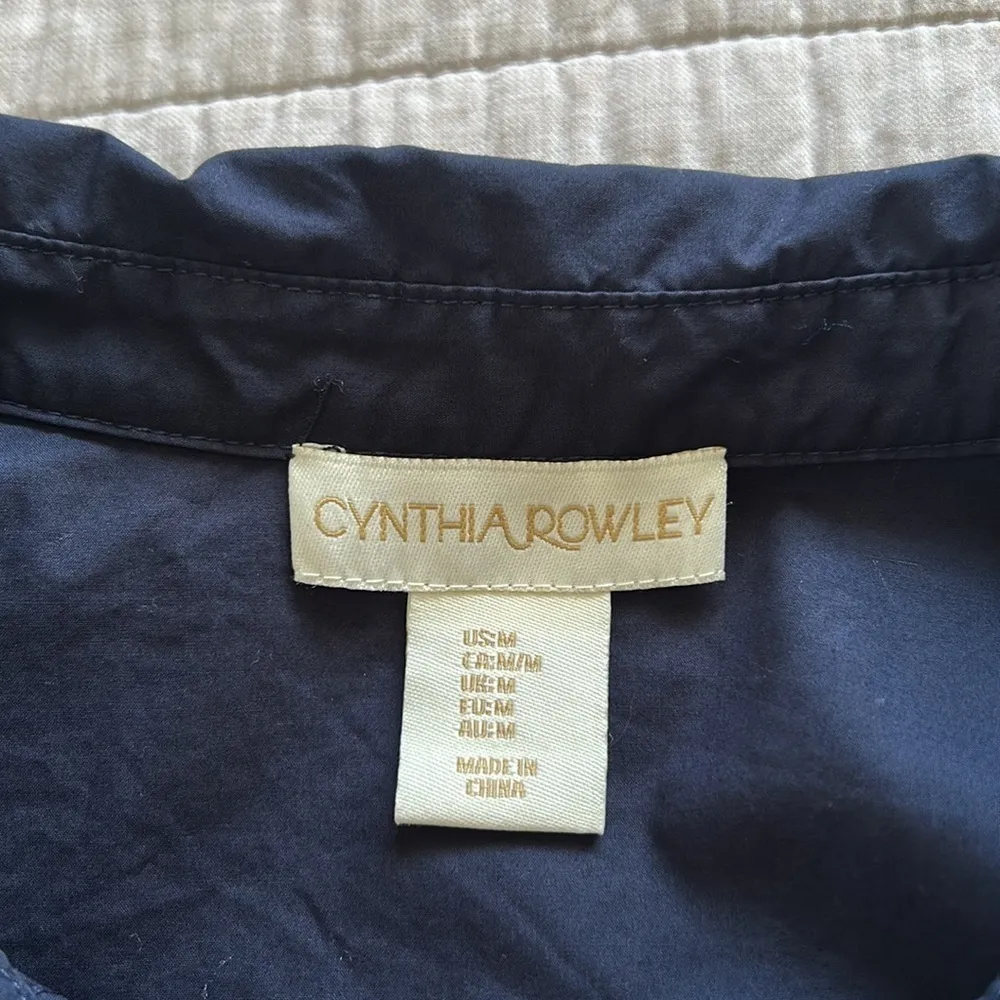 CYNTHIA ROWLEY
US:M
CA:M/M
UK:M
EU:M
AU:M
MADE IN
CHINA